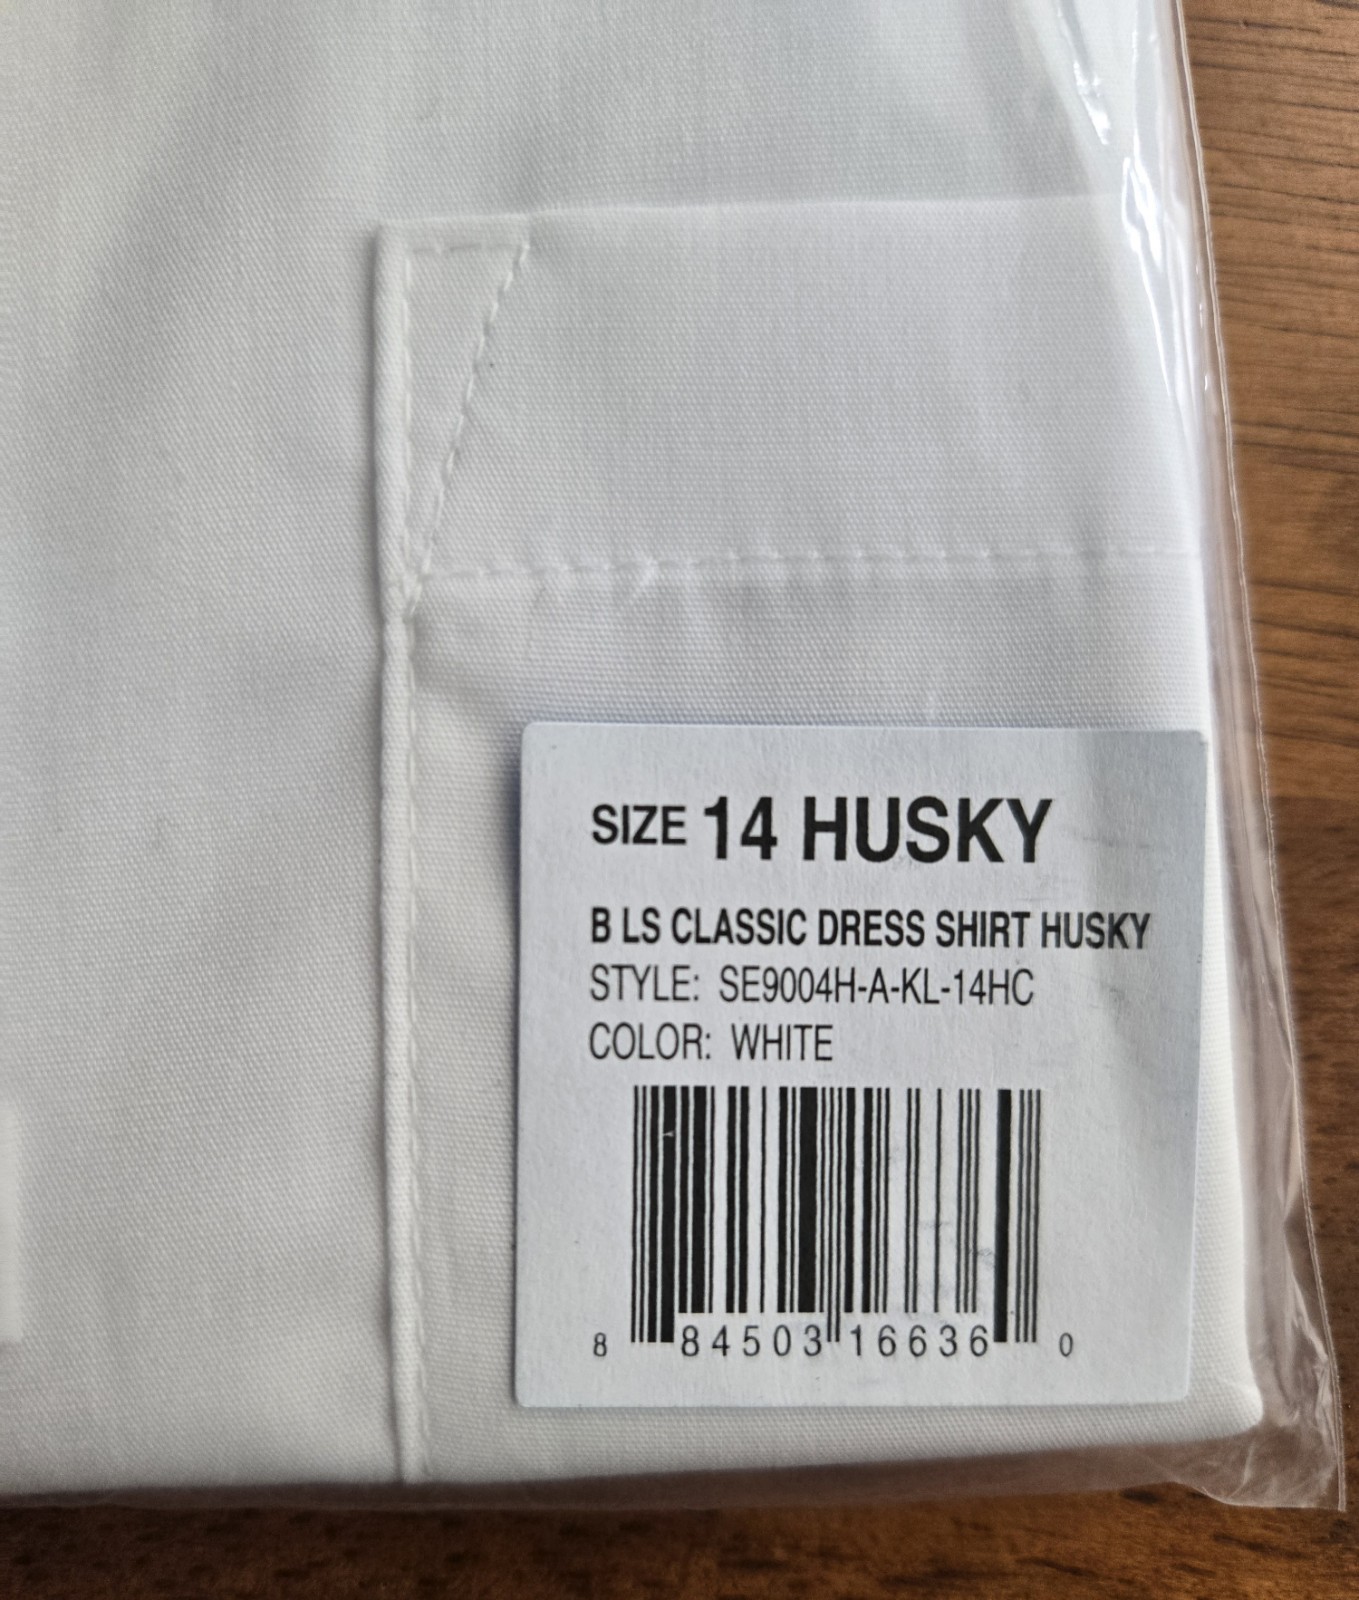 SIZE 14 HUSKY
B LS CLASSIC DRESS SHIRT HUSKY
STYLE: SE9004H-A-KL-14HC
COLOR: WHITE
8 84503 16636 0